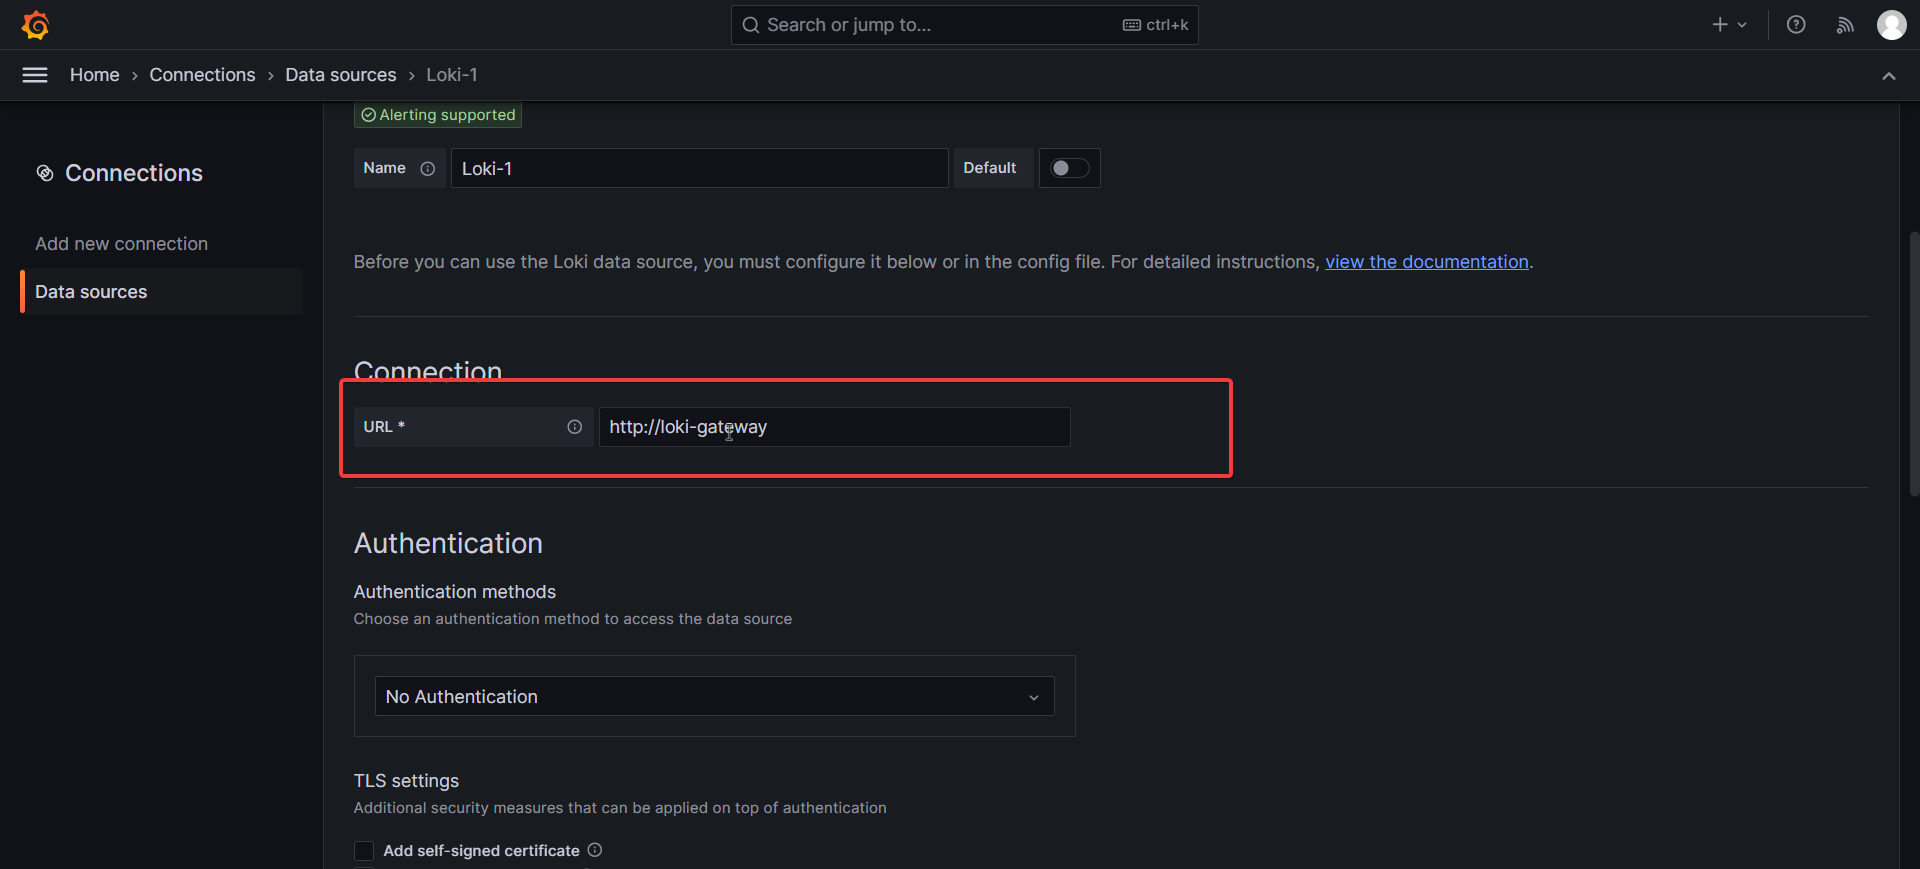 Search or jump to...
ctrl+k
Home › Connections › Data sources › Loki-1
Connections
Add new connection
Data sources
Alerting supported
Name
Loki-1
Default
Before you can use the Loki data source, you must configure it below or in the config file. For detailed instructions, view the documentation.
Connection
URL *
http://loki-gateway
Authentication
Authentication methods
Choose an authentication method to access the data source
No Authentication
TLS settings
Additional security measures that can be applied on top of authentication
Add self-signed certificate